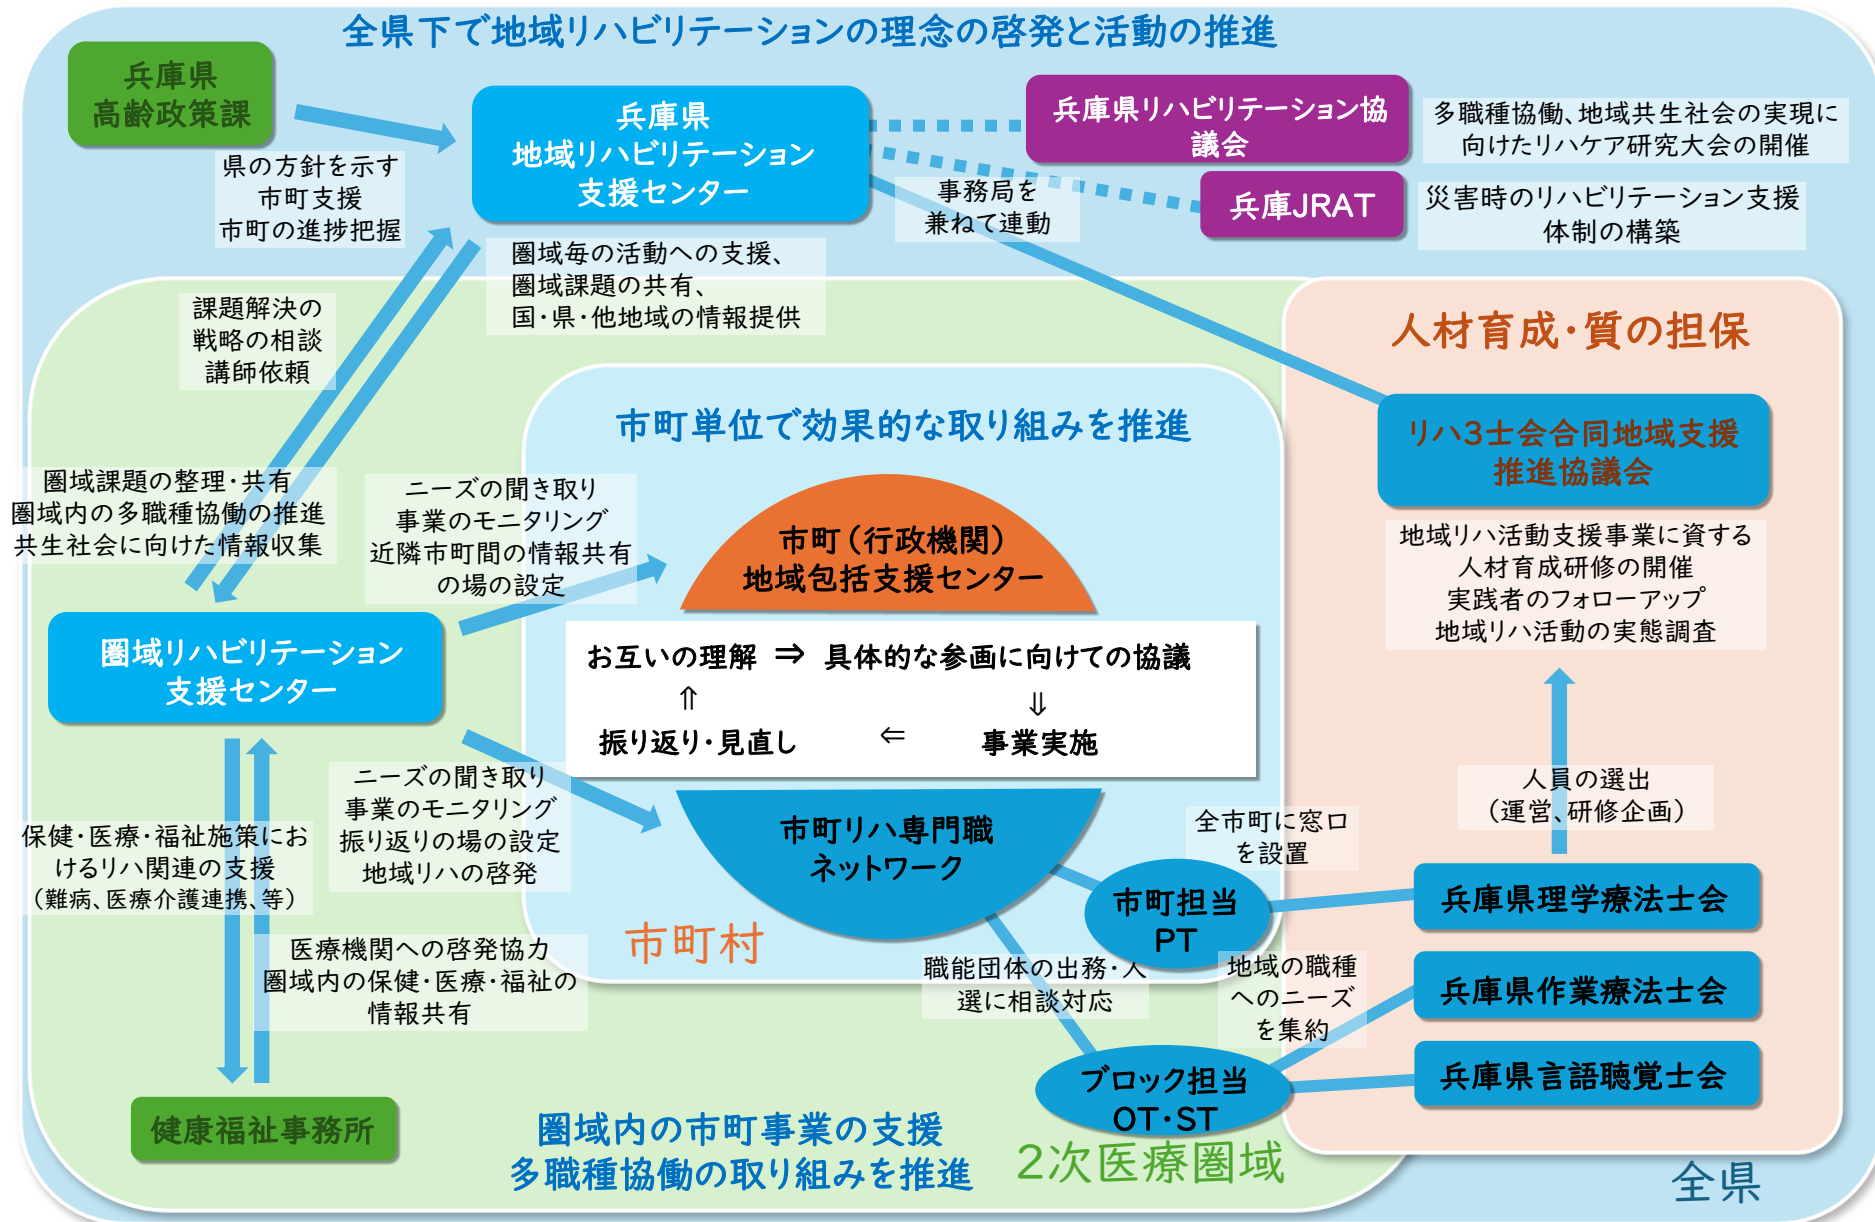 全県下で地域リハビリテーションの理念の啓発と活動の推進
兵庫県
高齢政策課
県の方針を示す
市町支援
市町の進捗把握
兵庫県
地域リハビリテーション
支援センター
事務局を
兼ねて連動
兵庫県リハビリテーション協
議会
多職種協働、地域共生社会の実現に
向けたリハケア研究大会の開催
兵庫JRAT
災害時のリハビリテーション支援
体制の構築
圏域毎の活動への支援、
圏域課題の共有、
国・県・他地域の情報提供
課題解決の
戦略の相談
講師依頼
圏域課題の整理・共有
圏域内の多職種協働の推進
共生社会に向けた情報収集
圏域リハビリテーション
支援センター
ニーズの聞き取り
事業のモニタリング
近隣市町間の情報共有
の場の設定
ニーズの聞き取り
事業のモニタリング
振り返りの場の設定
地域リハの啓発
保健・医療・福祉施策にお
けるリハ関連の支援
（難病、医療介護連携、等）
医療機関への啓発協力
圏域内の保健・医療・福祉の
情報共有
健康福祉事務所
市町単位で効果的な取り組みを推進
市町（行政機関）
地域包括支援センター
お互いの理解 ⇒ 具体的な参画に向けての協議
⇑ ⇓
振り返り・見直し ⇐ 事業実施
市町リハ専門職
ネットワーク
市町村
全市町に窓口
を設置
市町担当
PT
職能団体の出務・人
選に相談対応
地域の職種
へのニーズ
を集約
ブロック担当
OT・ST
圏域内の市町事業の支援
多職種協働の取り組みを推進
2次医療圏域
人材育成・質の担保
リハ3士会合同地域支援
推進協議会
地域リハ活動支援事業に資する
人材育成研修の開催
実践者のフォローアップ
地域リハ活動の実態調査
人員の選出
（運営、研修企画）
兵庫県理学療法士会
兵庫県作業療法士会
兵庫県言語聴覚士会
全県